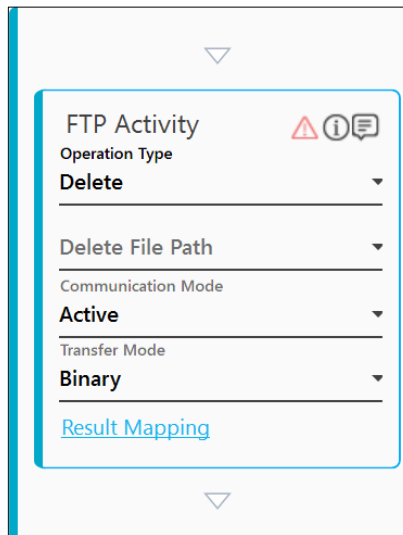 FTP Activity
Operation Type
Delete
Delete File Path
Communication Mode
Active
Transfer Mode
Binary
Result Mapping